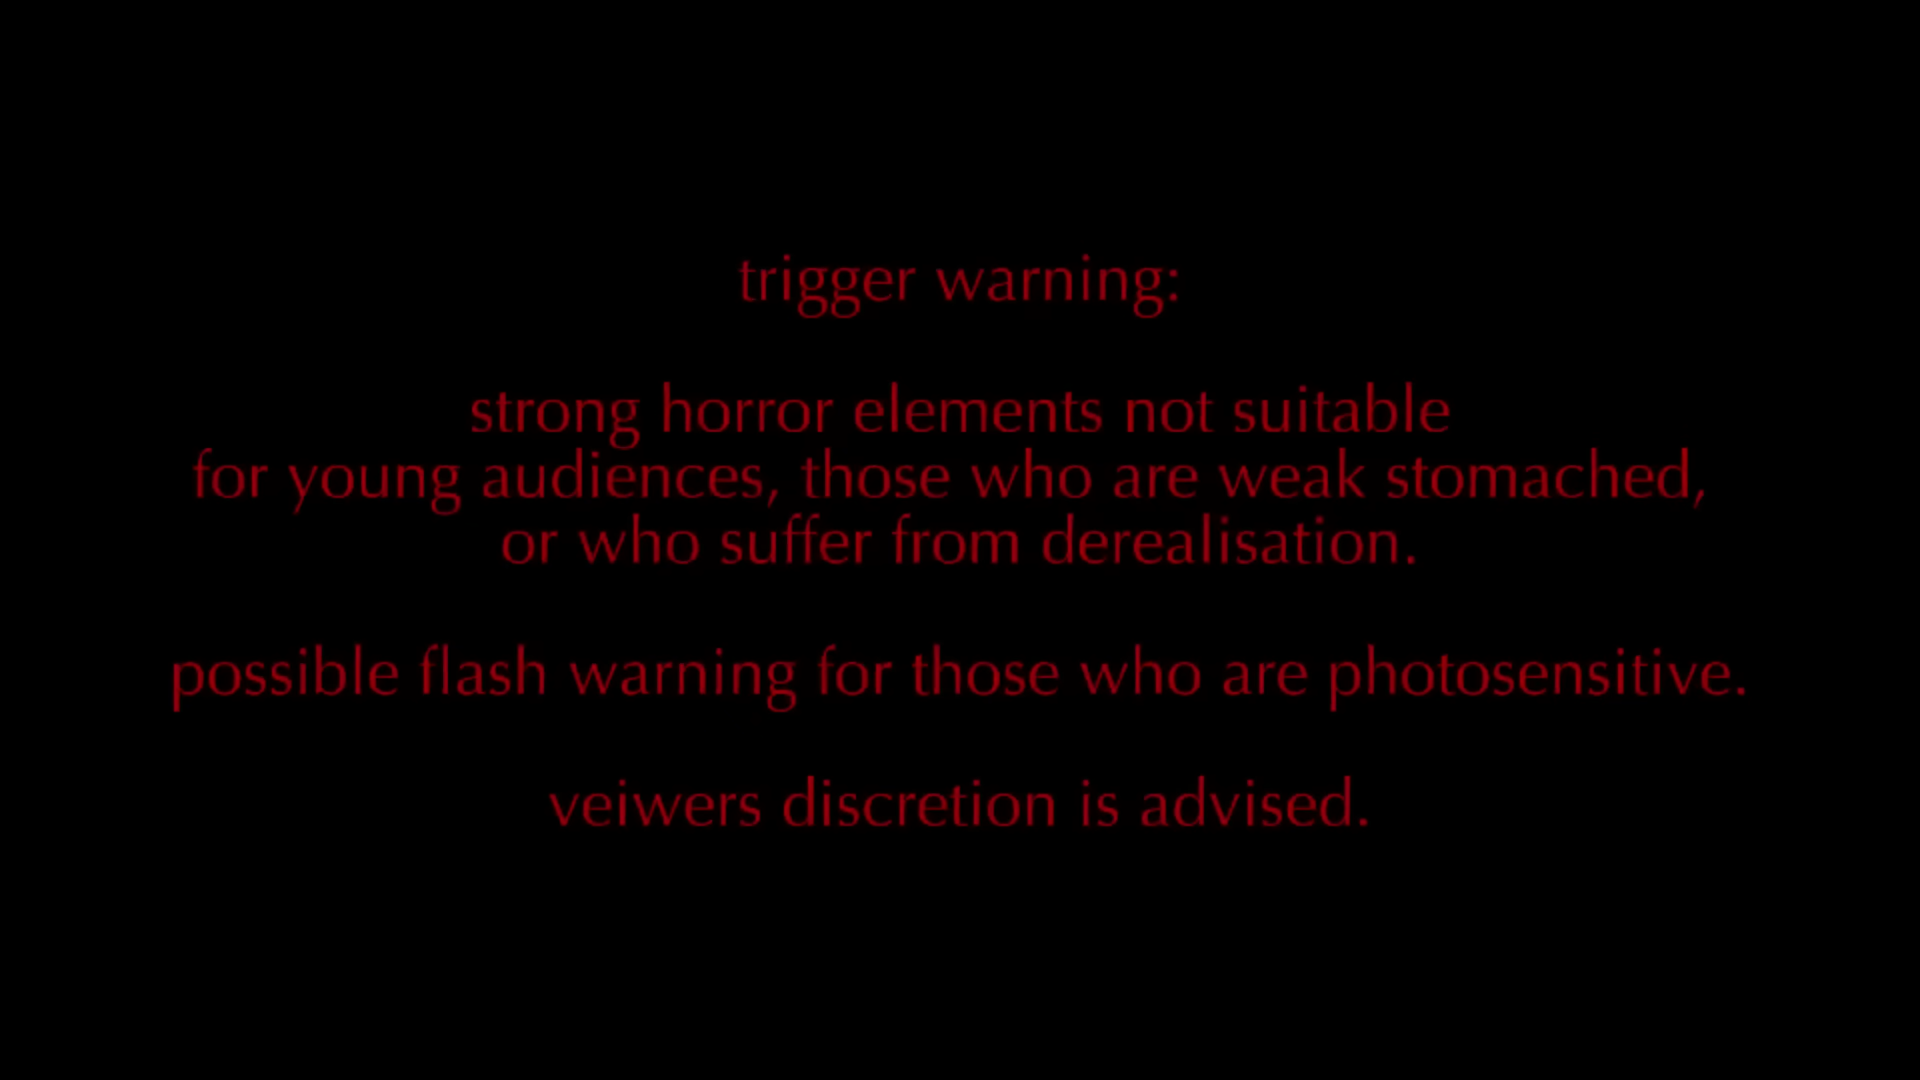 trigger warning:
strong horror elements not suitable
for young audiences, those who are weak stomached,
or who suffer from derealisation.
possible flash warning for those who are photosensitive.
veiwers discretion is advised.